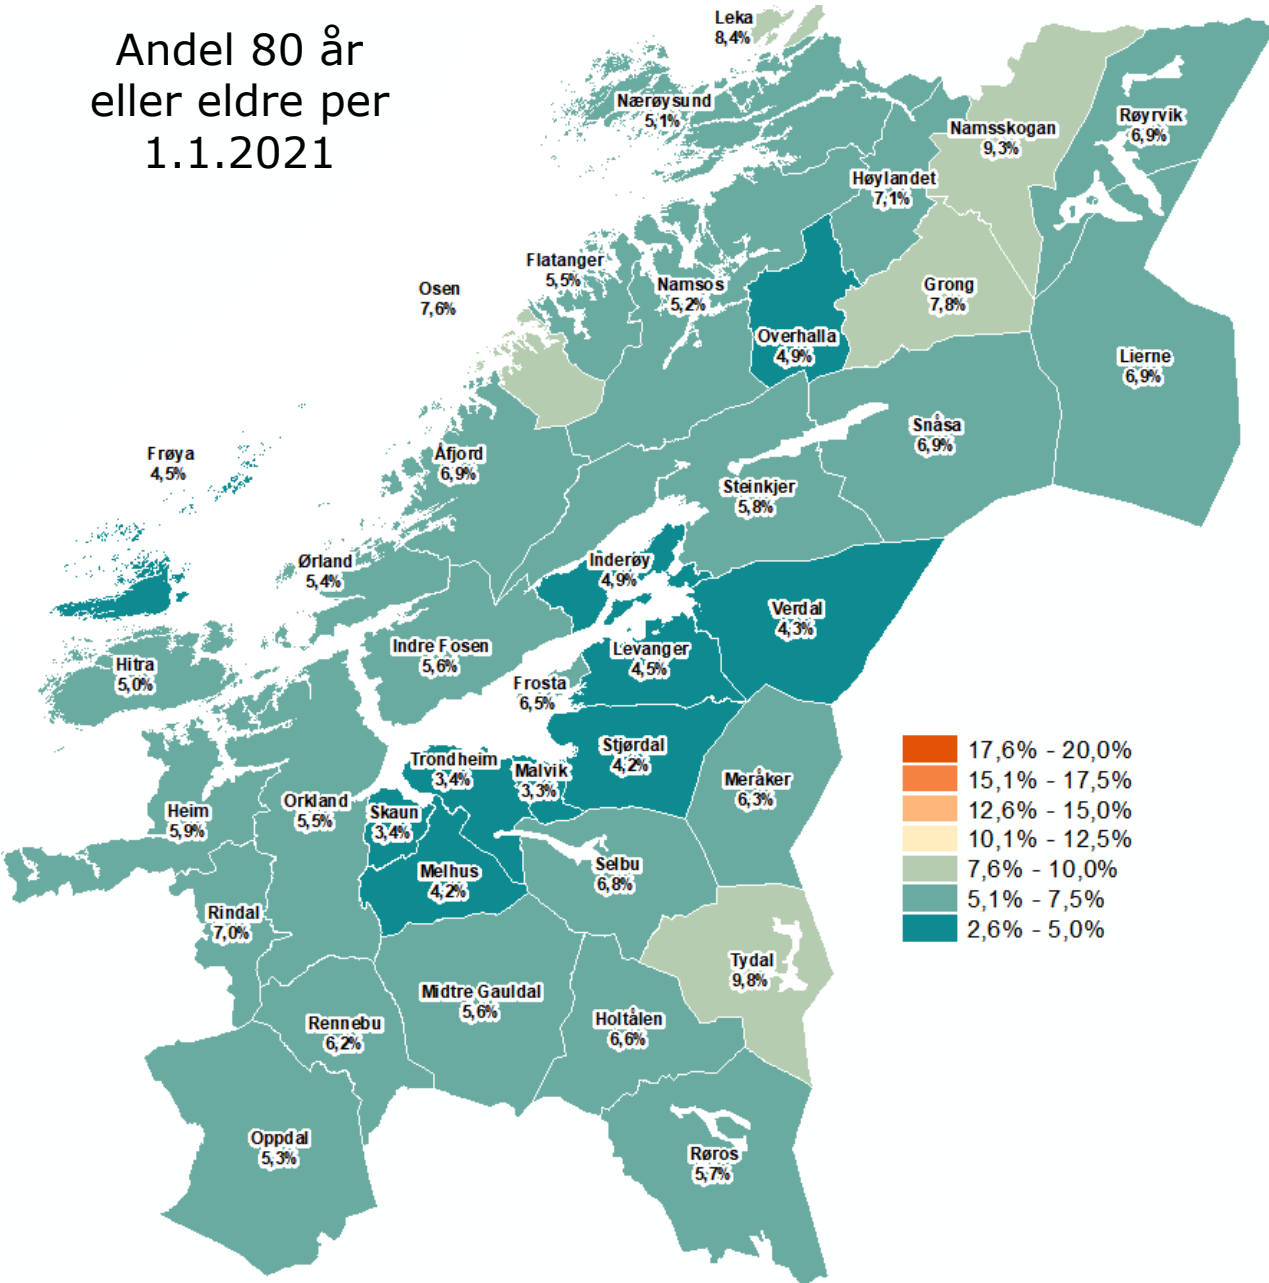 Andel 80 år
eller eldre per
1.1.2021
Leka
8,4%
Nærøysund
5,1%
Røyrvik
6,9%
Namsskogan
9,3%
Høylandet
7,1%
Flatanger
5,5%
Osen
7,6%
Namsos
5,2%
Grong
7,8%
Overhalla
4,9%
Lierne
6,9%
Snåsa
6,9%
Frøya
4,5%
Åfjord
6,9%
Steinkjer
5,8%
Ørland
5,4%
Inderøy
4,9%
Verdal
4,3%
Indre Fosen
5,6%
Levanger
4,5%
Hitra
5,0%
Frosta
6,5%
Stjørdal
4,2%
Trondheim
3,4%
Malvik
3,3%
Meråker
6,3%
Orkland
5,5%
Skaun
3,4%
Heim
5,9%
Melhus
4,2%
Selbu
6,8%
Rindal
7,0%
Tydal
9,8%
Midtre Gauldal
5,6%
Rennebu
6,2%
Holtålen
6,6%
Oppdal
5,3%
Røros
5,7%
17,6% - 20,0%
15,1% - 17,5%
12,6% - 15,0%
10,1% - 12,5%
7,6% - 10,0%
5,1% - 7,5%
2,6% - 5,0%